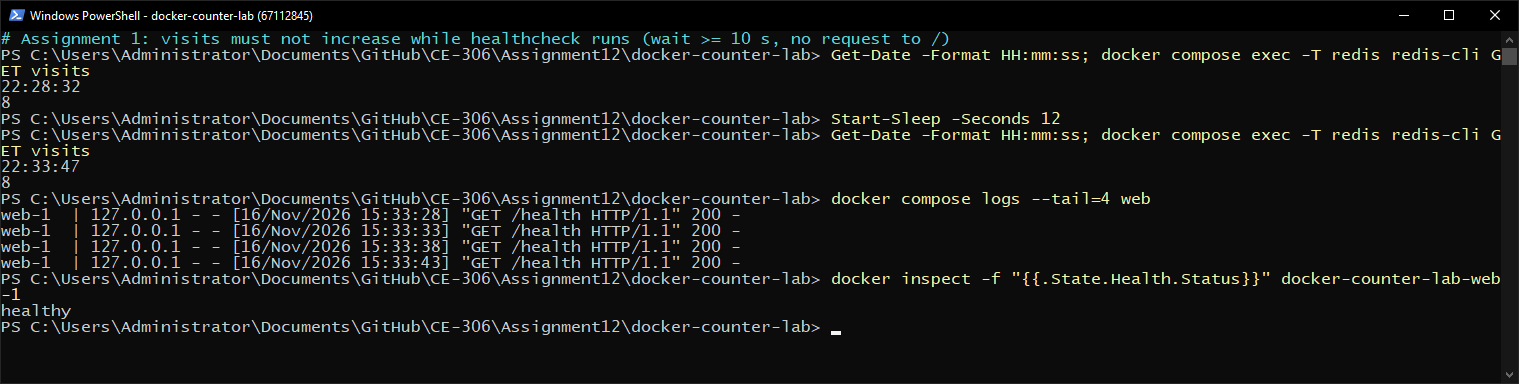 Windows PowerShell - docker-counter-lab (67112845)
# Assignment 1: visits must not increase while healthcheck runs (wait >= 10 s, no request to /)
PS C:\Users\Administrator\Documents\GitHub\CE-306\Assignment12\docker-counter-lab> Get-Date -Format HH:mm:ss; docker compose exec -T redis redis-cli G
ET visits
22:28:32
8
PS C:\Users\Administrator\Documents\GitHub\CE-306\Assignment12\docker-counter-lab> Start-Sleep -Seconds 12
PS C:\Users\Administrator\Documents\GitHub\CE-306\Assignment12\docker-counter-lab> Get-Date -Format HH:mm:ss; docker compose exec -T redis redis-cli G
ET visits
22:33:47
8
PS C:\Users\Administrator\Documents\GitHub\CE-306\Assignment12\docker-counter-lab> docker compose logs --tail=4 web
web-1  | 127.0.0.1 - - [16/Nov/2026 15:33:28] "GET /health HTTP/1.1" 200 -
web-1  | 127.0.0.1 - - [16/Nov/2026 15:33:33] "GET /health HTTP/1.1" 200 -
web-1  | 127.0.0.1 - - [16/Nov/2026 15:33:38] "GET /health HTTP/1.1" 200 -
web-1  | 127.0.0.1 - - [16/Nov/2026 15:33:43] "GET /health HTTP/1.1" 200 -
PS C:\Users\Administrator\Documents\GitHub\CE-306\Assignment12\docker-counter-lab> docker inspect -f "{{.State.Health.Status}}" docker-counter-lab-web
-1
healthy
PS C:\Users\Administrator\Documents\GitHub\CE-306\Assignment12\docker-counter-lab>